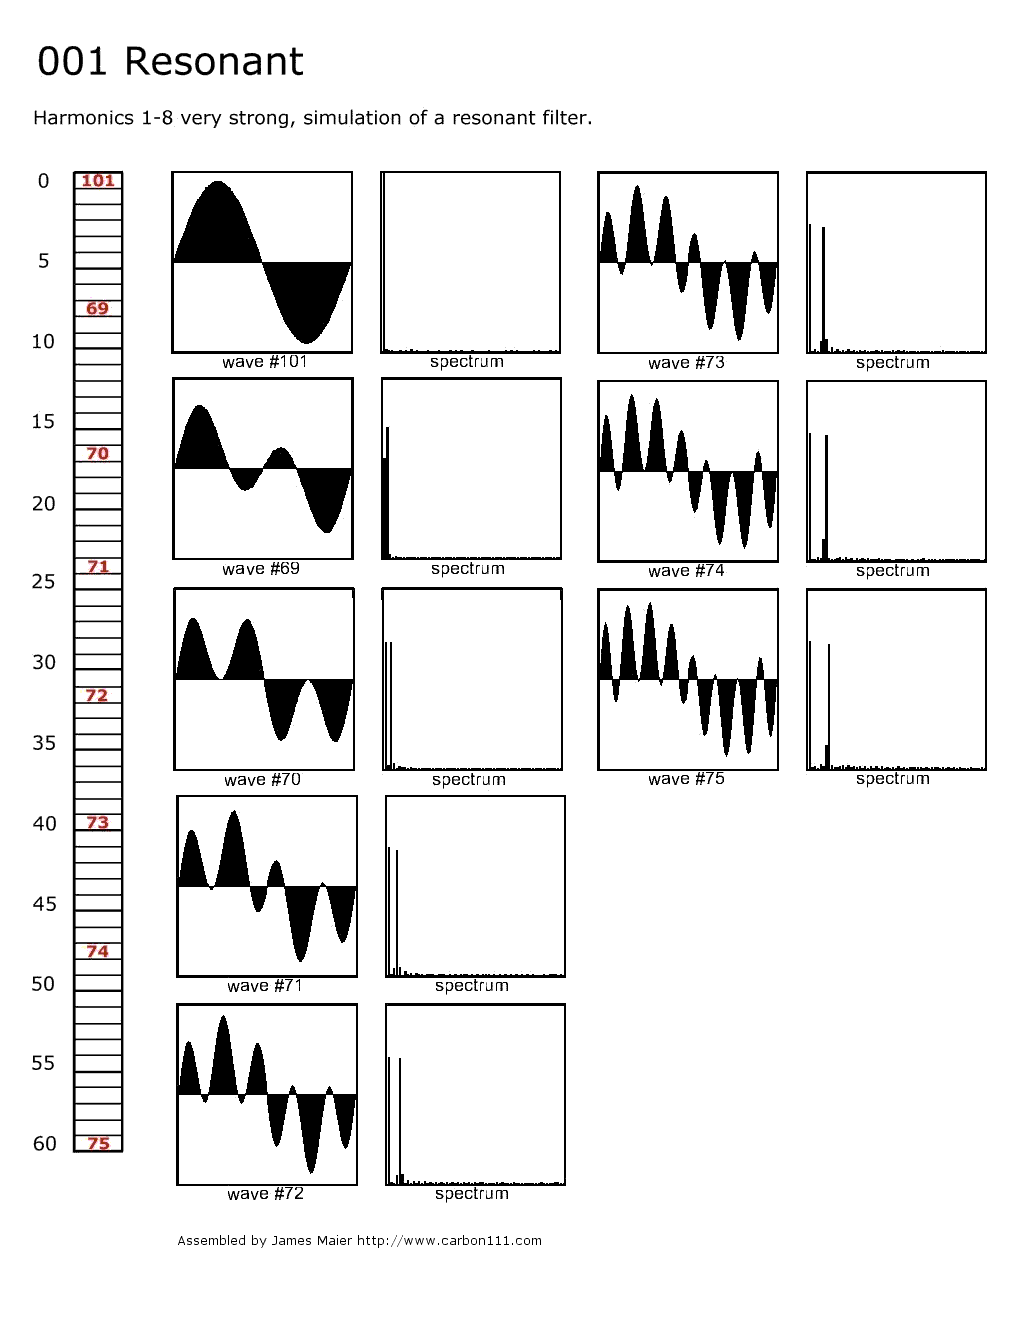 001 Resonant
Harmonics 1-8 very strong, simulation of a resonant filter.
0
101
5
69
10
15
70
20
71
25
30
72
35
40
73
45
74
50
55
60
75
wave #101
spectrum
wave #73
spectrum
wave #69
spectrum
wave #74
spectrum
wave #70
spectrum
wave #75
spectrum
wave #71
spectrum
wave #72
spectrum
Assembled by James Maier http://www.carbon111.com